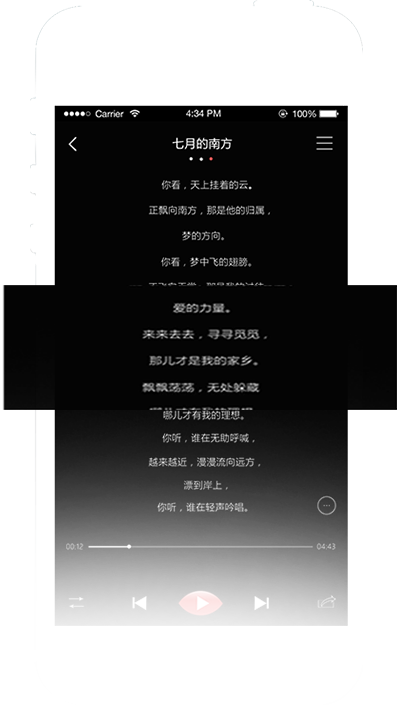 Carrier 4:34 PM 100%
七月的南方
你看，天上挂着的云。
正飘向南方，那是他的归属，
梦的方向。
你看，梦中飞的翅膀。
爱的力量。
来来去去，寻寻觅觅，
那儿才是我的家乡。
飘飘荡荡，无处躲藏
哪儿才有我的理想。
你听，谁在无助呼喊，
越来越近，漫漫流向远方，
漂到岸上，
你听，谁在轻声吟唱。
00:12 04:43